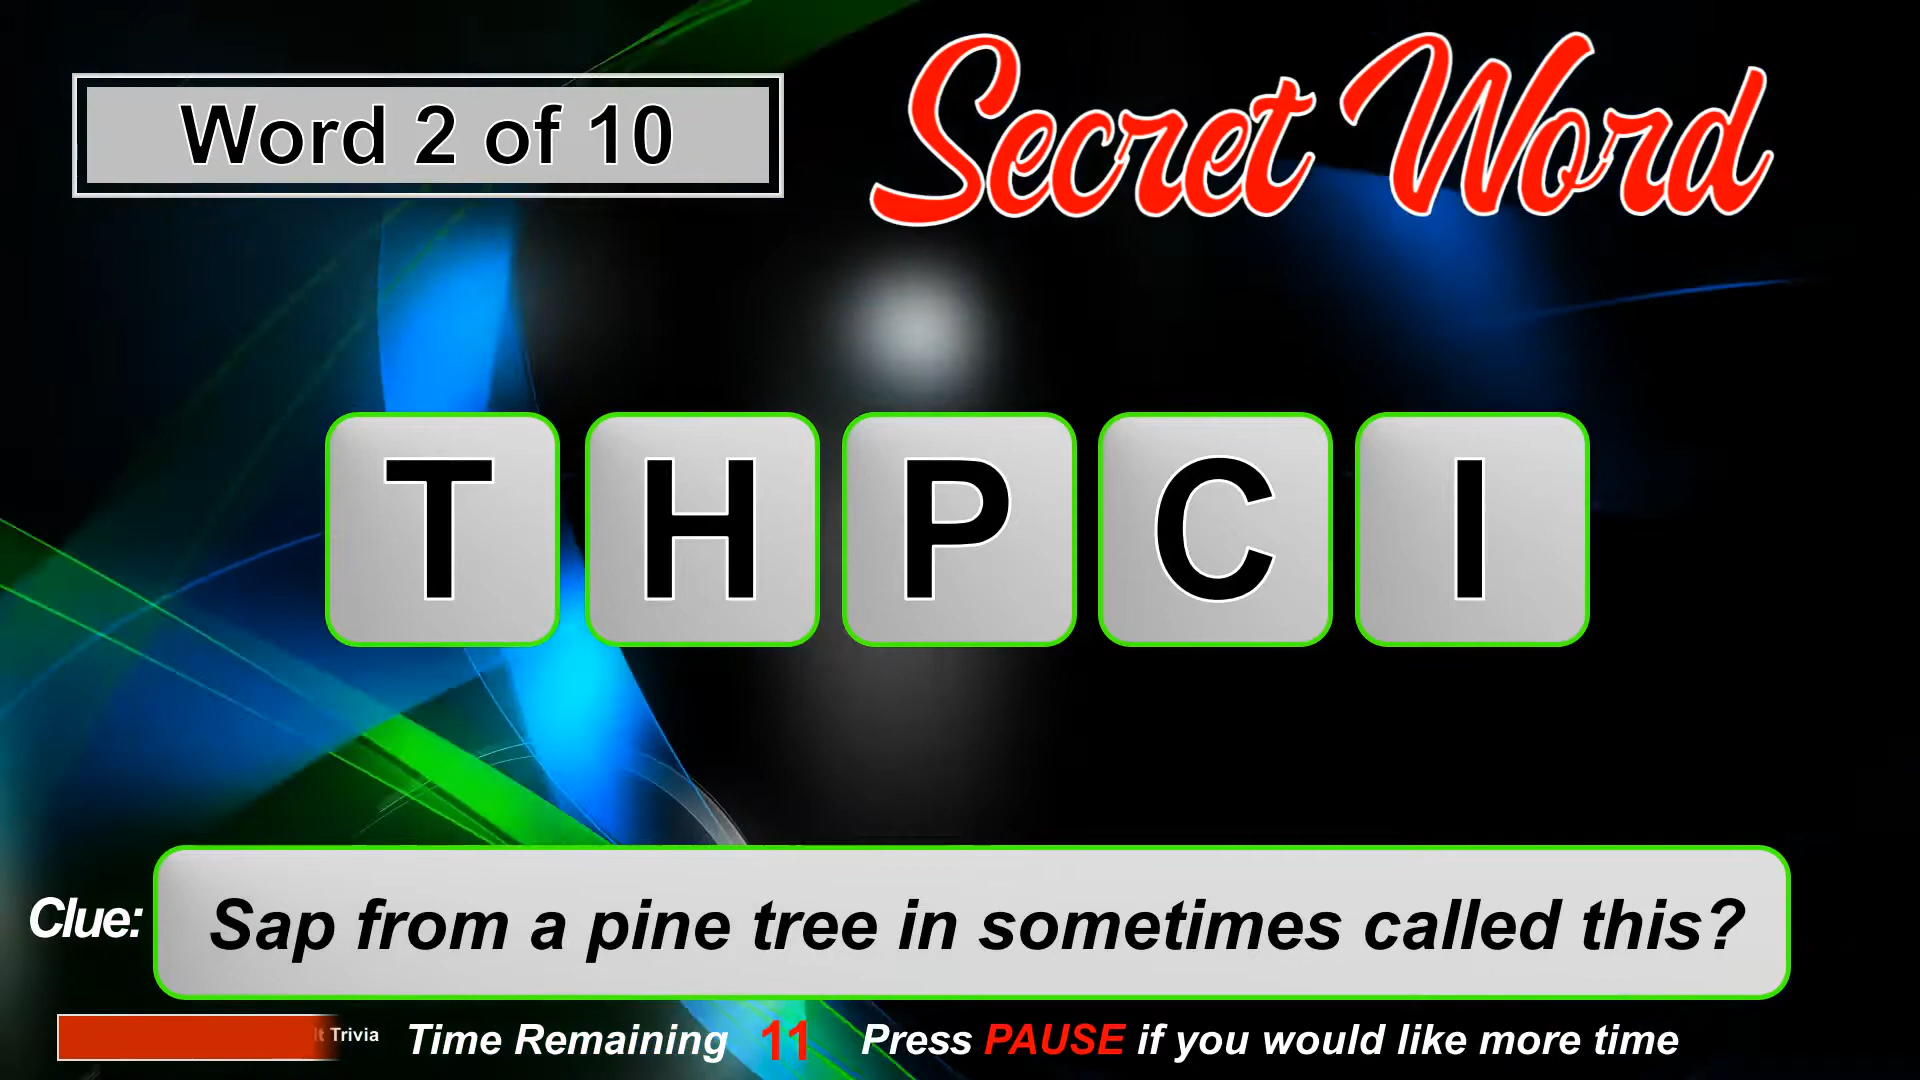 Word 2 of 10
Secret Word
T H P C I
Clue: Sap from a pine tree in sometimes called this?
Trivia Time Remaining 11 Press PAUSE if you would like more time